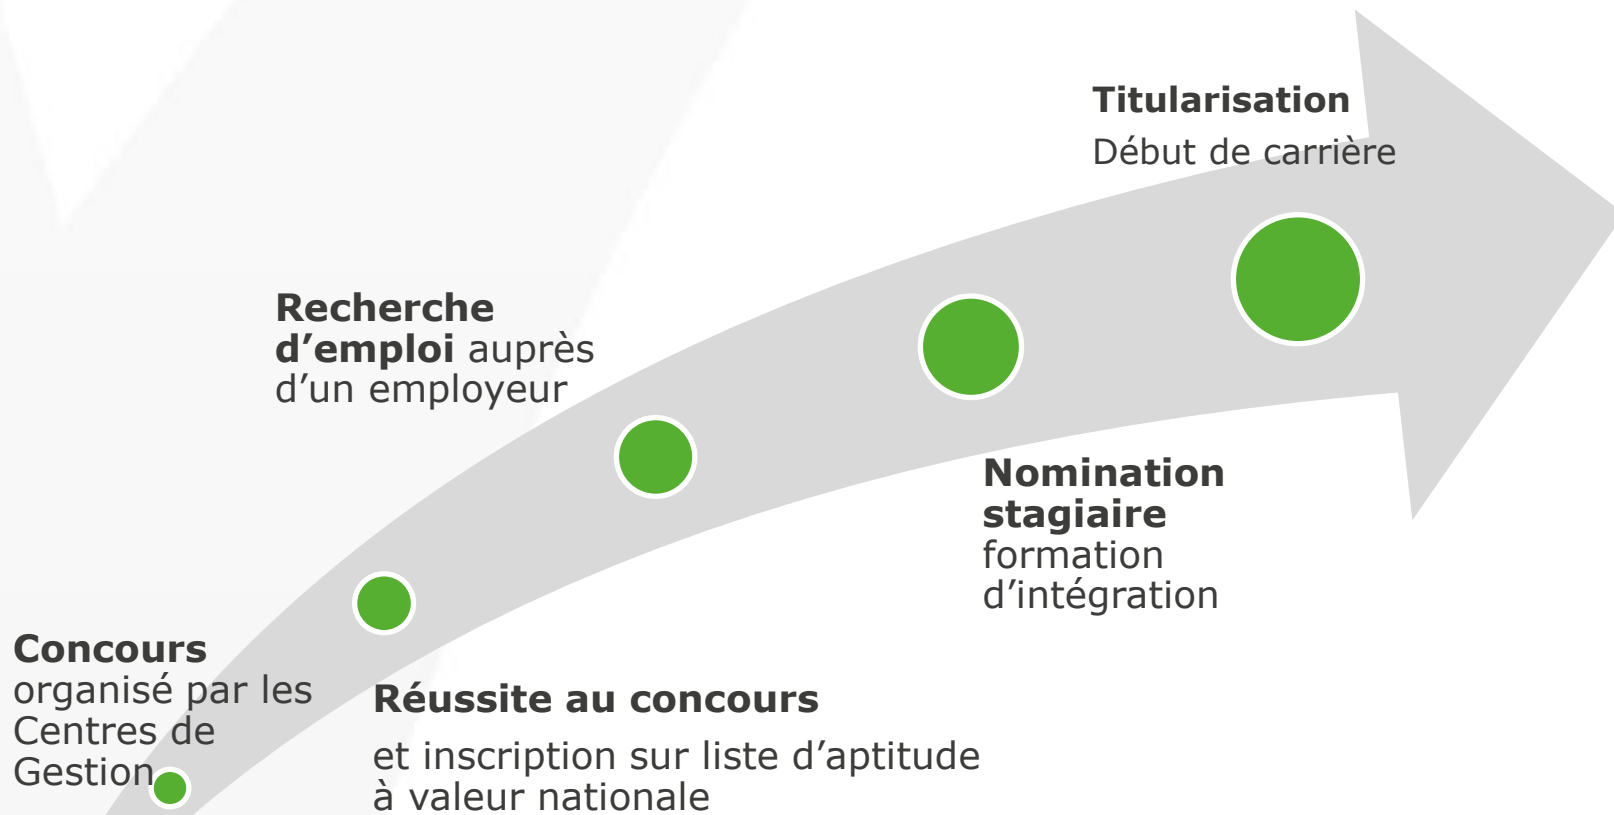 Concours
organisé par les
Centres de
Gestion
Réussite au concours
et inscription sur liste d’aptitude
à valeur nationale
Recherche
d’emploi auprès
d’un employeur
Nomination
stagiaire
formation
d’intégration
Titularisation
Début de carrière